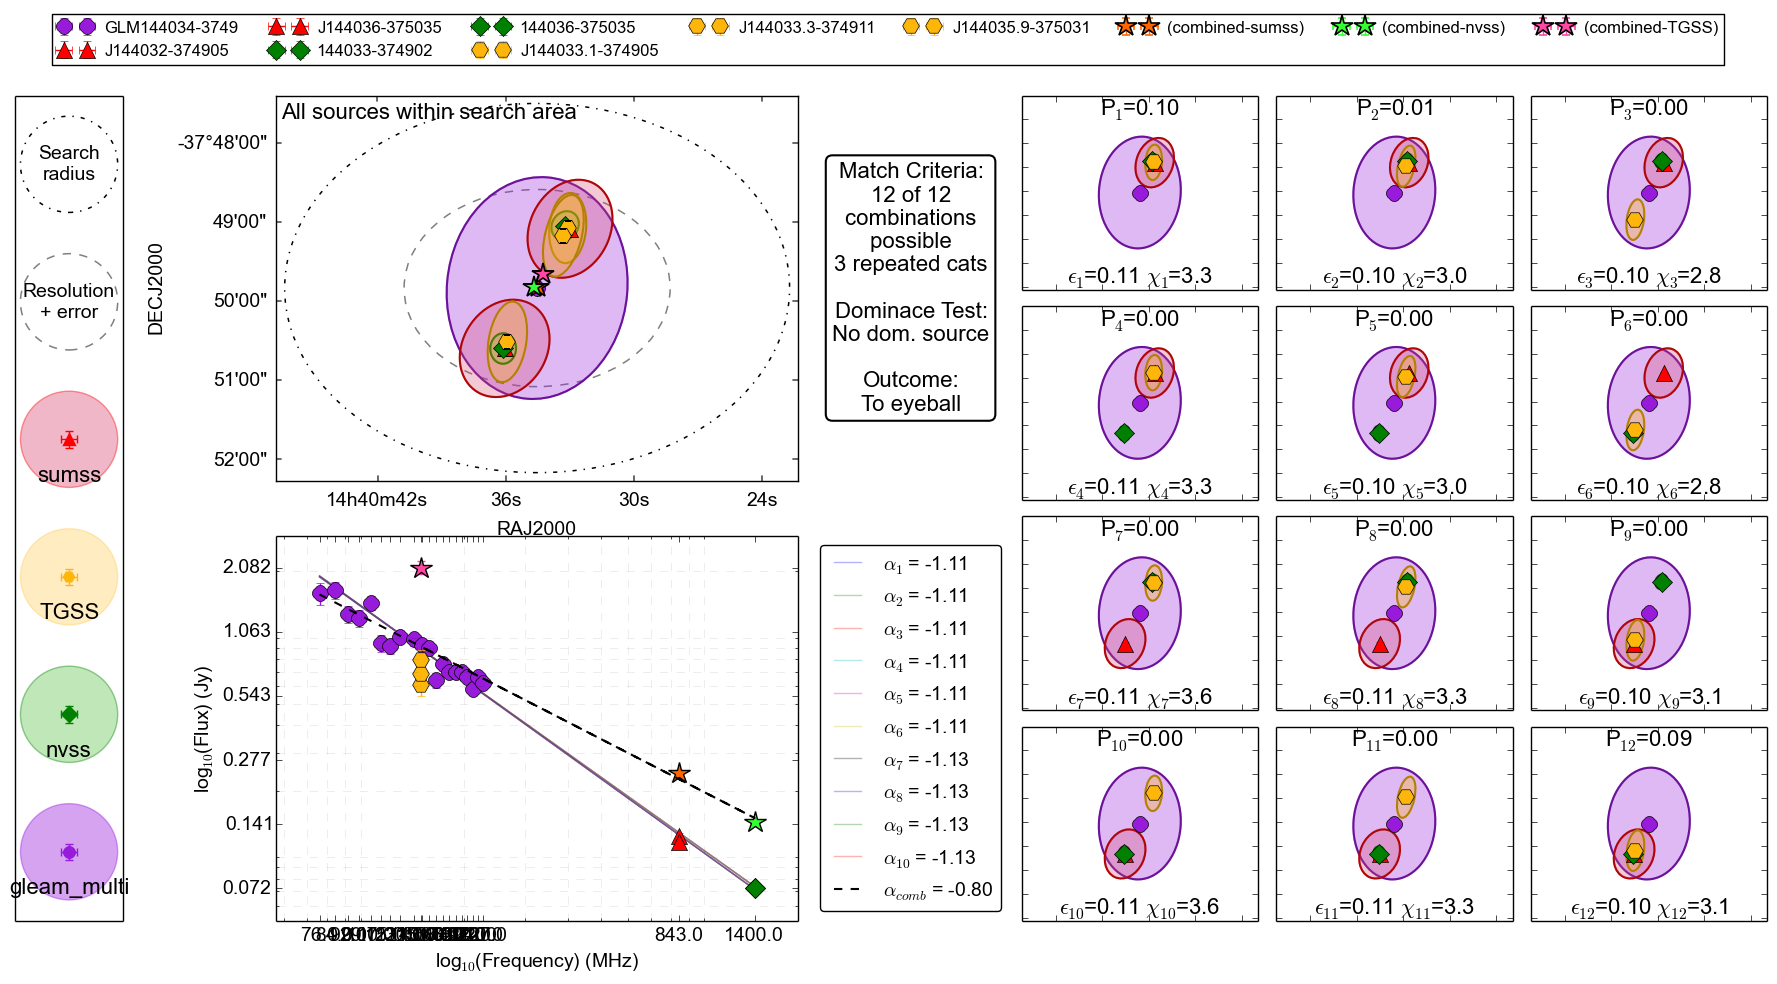 GLM144034-3749 J144036-375035 144036-375035 J144033.3-374911 J144035.9-375031 (combined-sumss) (combined-nvss) (combined-TGSS)
J144032-374905 144033-374902 J144033.1-374905
Search
radius
Resolution
+ error
sumss
TGSS
nvss
gleam_multi
All sources within search area
DECJ2000
-37°48'00"
49'00"
50'00"
51'00"
52'00"
14h40m42s 36s 30s 24s
RAJ2000
Match Criteria:
12 of 12
combinations
possible
3 repeated cats
Dominace Test:
No dom. source
Outcome:
To eyeball
log₁₀(Flux) (Jy)
2.082
1.063
0.543
0.277
0.141
0.072
843.0 1400.0
log₁₀(Frequency) (MHz)
α₁ = -1.11
α₂ = -1.11
α₃ = -1.11
α₄ = -1.11
α₅ = -1.11
α₆ = -1.11
α₇ = -1.13
α₈ = -1.13
α₉ = -1.13
α₁₀ = -1.13
α_comb = -0.80
P₁=0.10
ϵ₁=0.11 χ₁=3.3
P₂=0.01
ϵ₂=0.10 χ₂=3.0
P₃=0.00
ϵ₃=0.10 χ₃=2.8
P₄=0.00
ϵ₄=0.11 χ₄=3.3
P₅=0.00
ϵ₅=0.10 χ₅=3.0
P₆=0.00
ϵ₆=0.10 χ₆=2.8
P₇=0.00
ϵ₇=0.11 χ₇=3.6
P₈=0.00
ϵ₈=0.11 χ₈=3.3
P₉=0.00
ϵ₉=0.10 χ₉=3.1
P₁₀=0.00
ϵ₁₀=0.11 χ₁₀=3.6
P₁₁=0.00
ϵ₁₁=0.11 χ₁₁=3.3
P₁₂=0.09
ϵ₁₂=0.10 χ₁₂=3.1